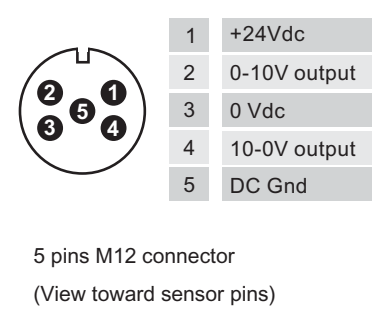 1 +24Vdc
2 0-10V output
3 0 Vdc
4 10-0V output
5 DC Gnd
2 1
5
3 4
5 pins M12 connector
(View toward sensor pins)